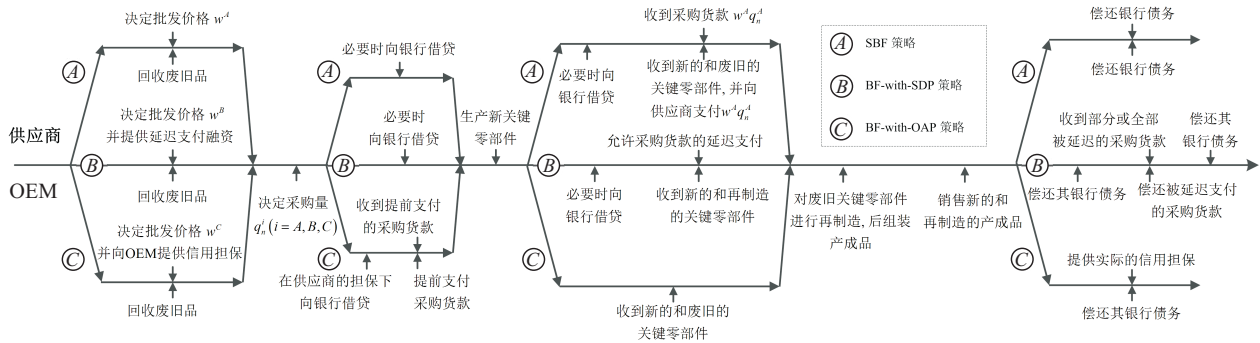 供应商
OEM
A
决定批发价格 w^A
回收废旧品
B
决定批发价格 w^B
并提供延迟支付融资
回收废旧品
C
决定批发价格 w^C
并向OEM提供信用担保
回收废旧品
决定采购量
q_n^i (i = A, B, C)
A
必要时向银行借贷
B
必要时
向银行借贷
C
收到提前支付
的采购货款
在供应商的担保下
向银行借贷
提前支付
采购货款
生产新关键
零部件
A
收到采购货款 w^A q_n^A
必要时向
银行借贷
收到新的和废旧的
关键零部件, 并向
供应商支付w^A q_n^A
B
允许采购货款的延迟支付
必要时向
银行借贷
收到新的和再制造
的关键零部件
C
收到新的和废旧的
关键零部件
对废旧关键零部件
进行再制造, 后组装
产成品
销售新的和
再制造的产成品
A SBF 策略
B BF-with-SDP 策略
C BF-with-OAP 策略
A
偿还银行债务
偿还银行债务
B
收到部分或全部
被延迟的采购货款
偿还其
银行债务
偿还其银行债务
偿还被延迟支付
的采购货款
C
提供实际的信用担保
偿还其银行债务